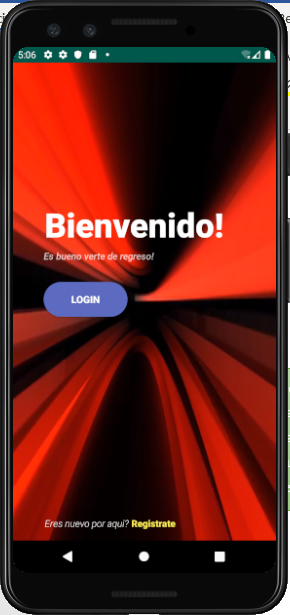 5:06
Bienvenido!
Es bueno verte de regreso!
LOGIN
Eres nuevo por aqui? Registrate